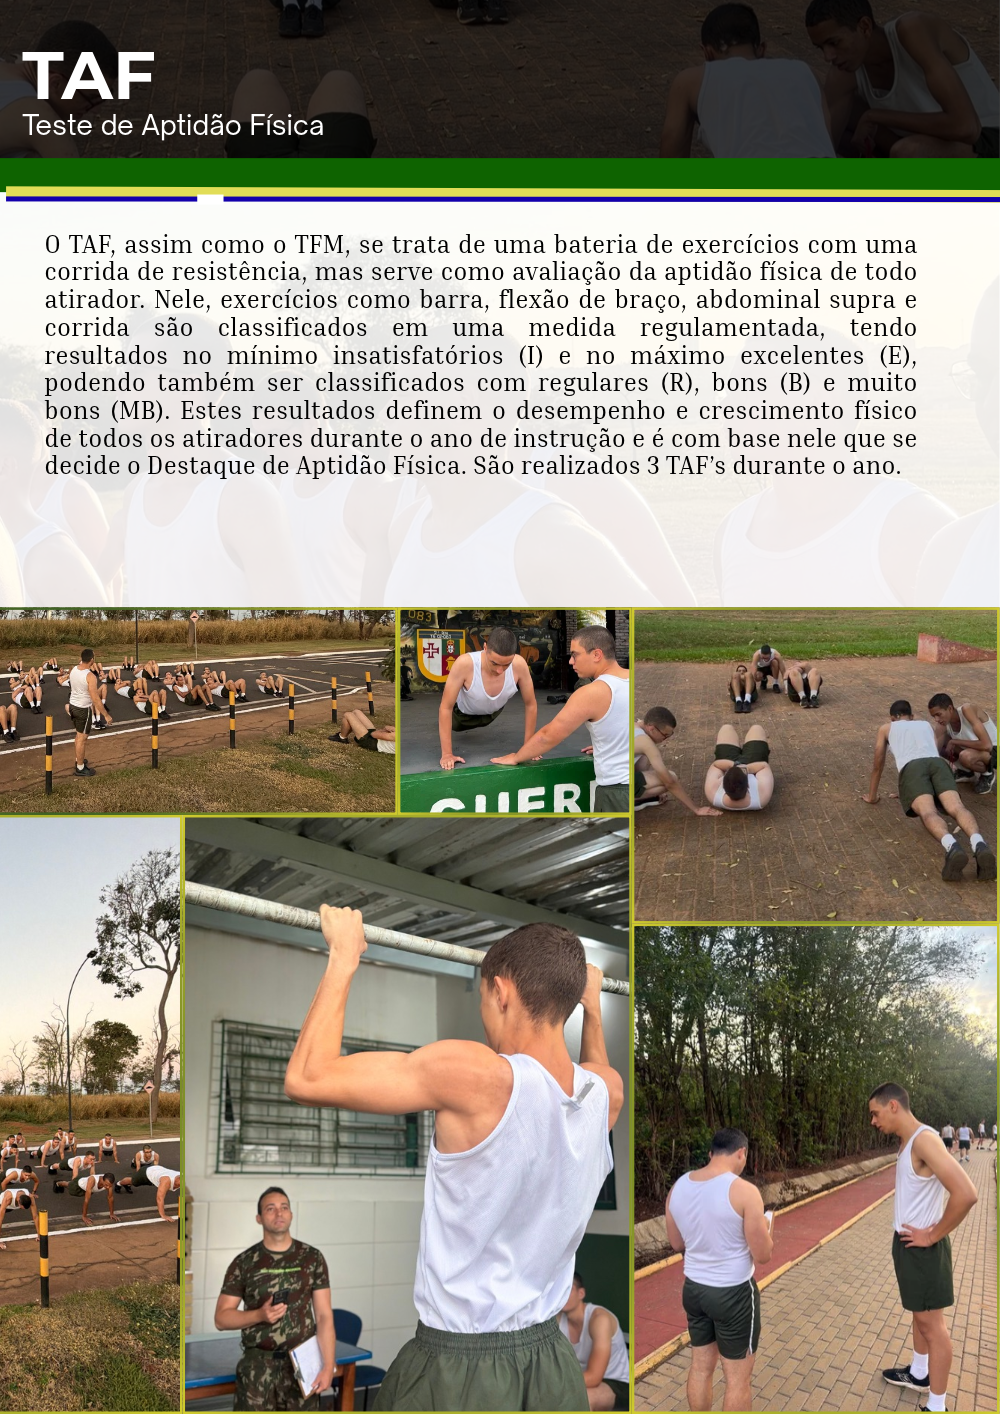 TAF
Teste de Aptidão Física
O TAF, assim como o TFM, se trata de uma bateria de exercícios com uma
corrida de resistência, mas serve como avaliação da aptidão física de todo
atirador. Nele, exercícios como barra, flexão de braço, abdominal supra e
corrida são classificados em uma medida regulamentada, tendo
resultados no mínimo insatisfatórios (I) e no máximo excelentes (E),
podendo também ser classificados com regulares (R), bons (B) e muito
bons (MB). Estes resultados definem o desempenho e crescimento físico
de todos os atiradores durante o ano de instrução e é com base nele que se
decide o Destaque de Aptidão Física. São realizados 3 TAF’s durante o ano.
083
GUER